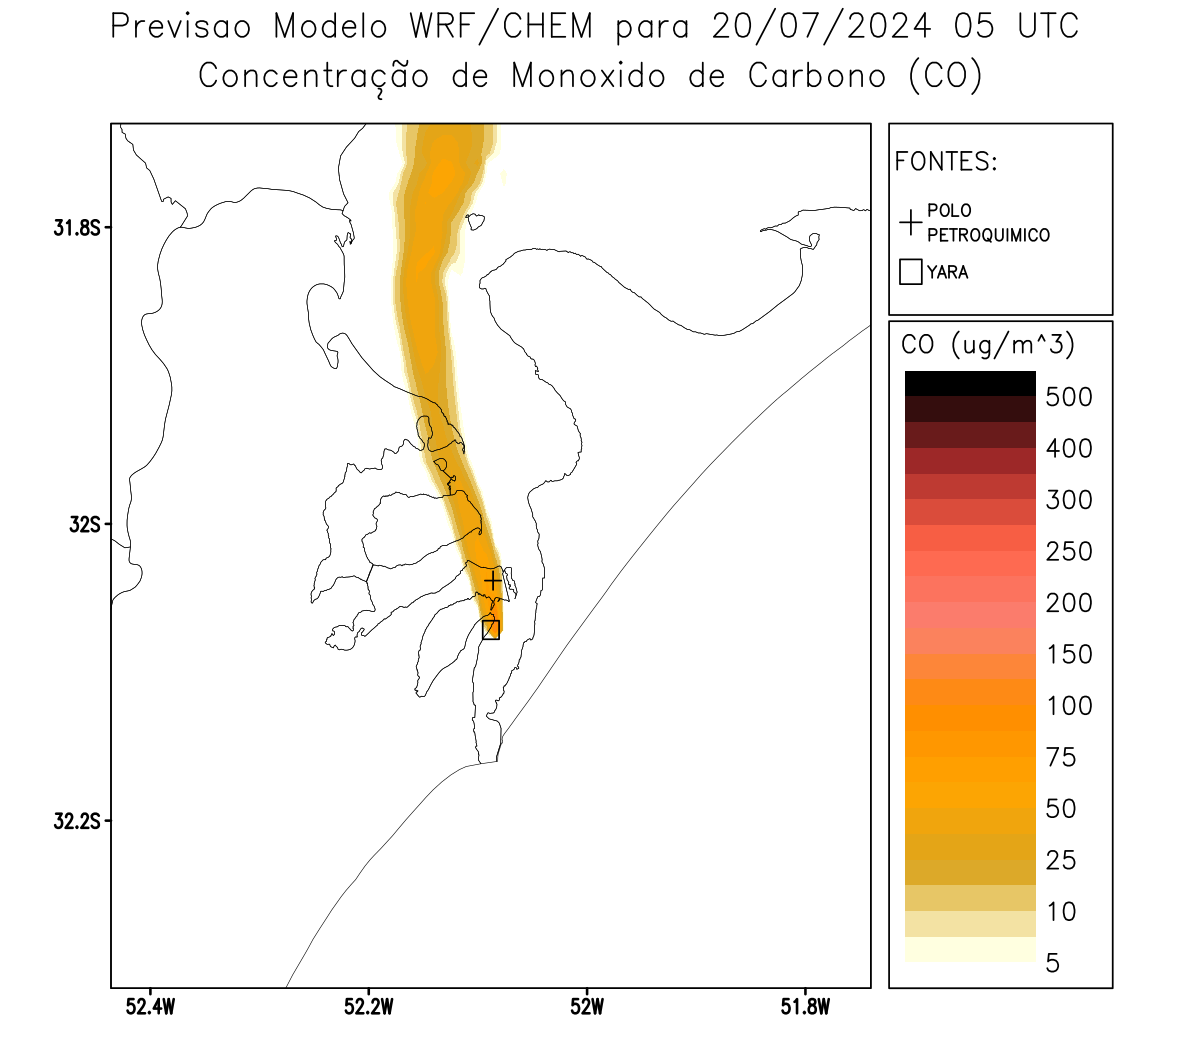 Previsao Modelo WRF/CHEM para 20/07/2024 05 UTC
Concentração de Monoxido de Carbono (CO)
FONTES:
POLO
PETROQUIMICO
YARA
CO (ug/m^3)
500
400
300
250
200
150
100
75
50
25
10
5
31.8S
32S
32.2S
52.4W
52.2W
52W
51.8W